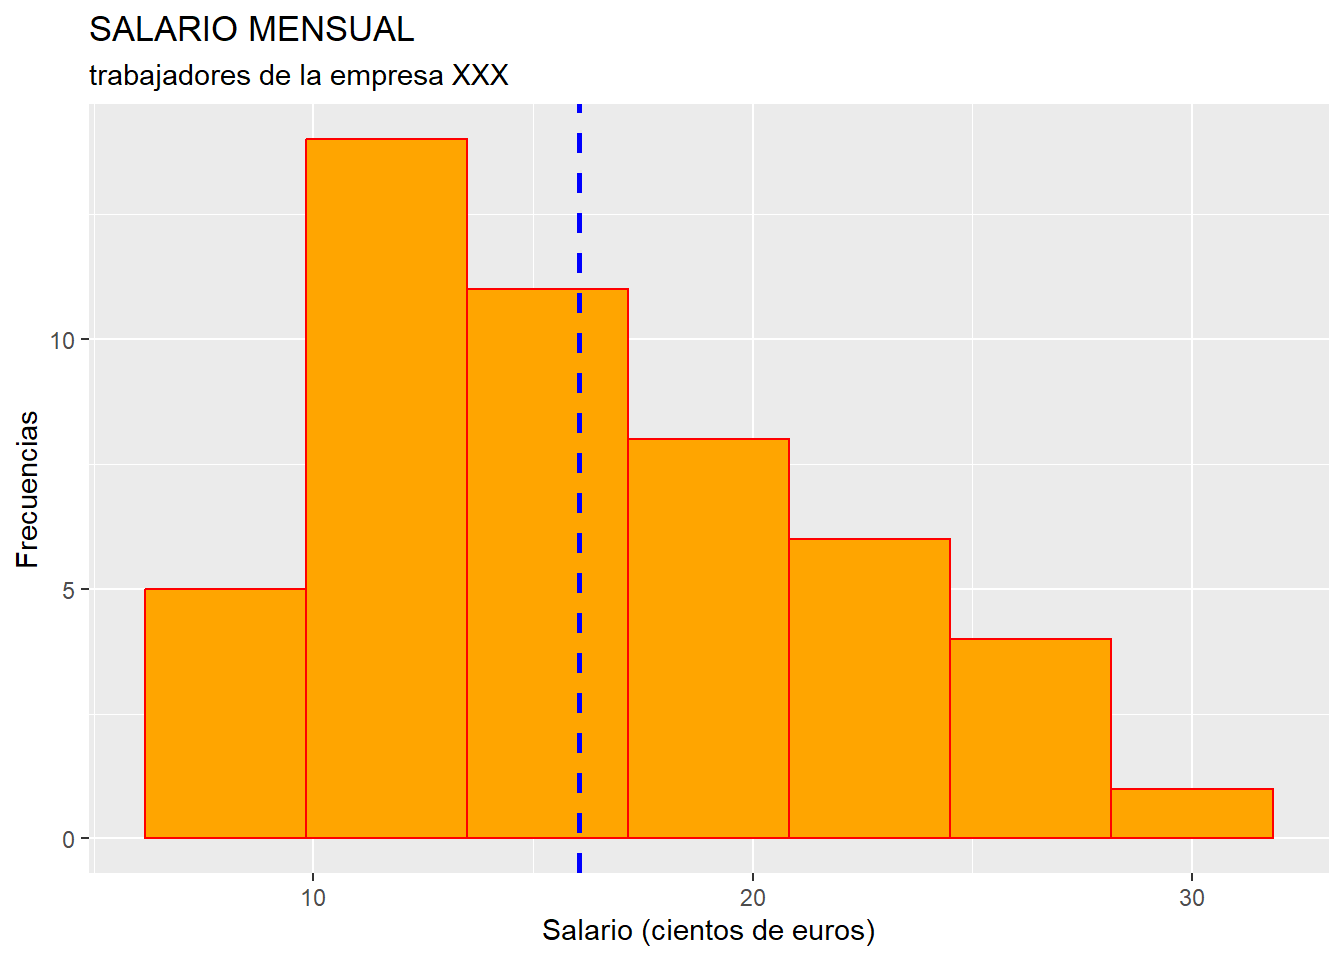 SALARIO MENSUAL
trabajadores de la empresa XXX
Frecuencias
10
5
0
10 20 30
Salario (cientos de euros)